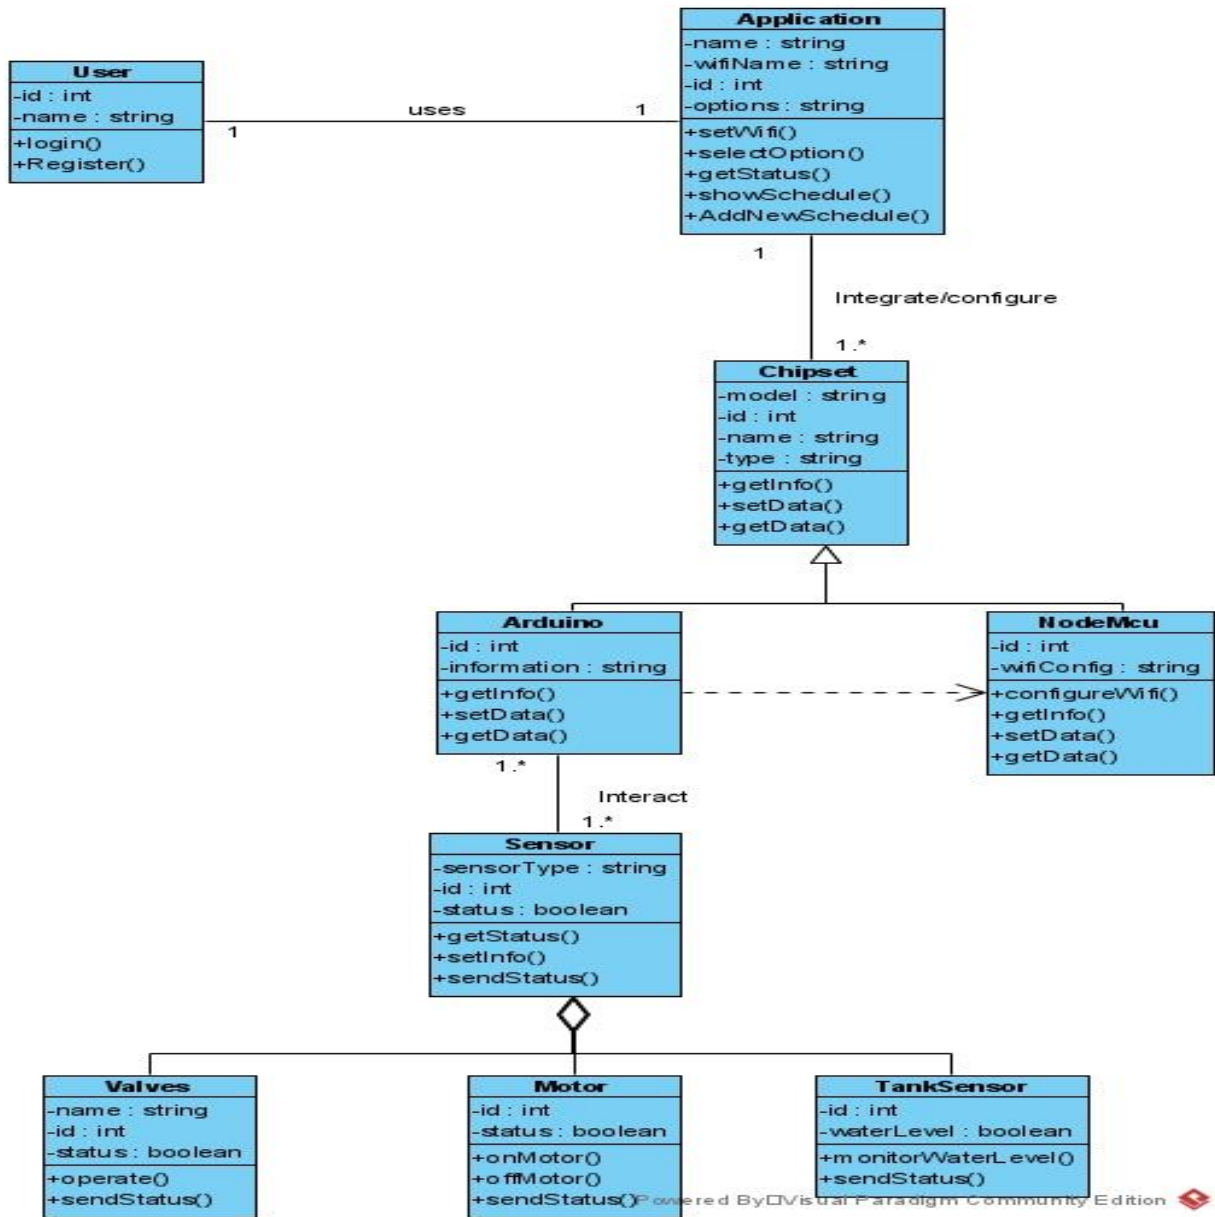 Application
-name : string
-wifiName : string
-id : int
-options : string
+setWifi()
+selectOption()
+getStatus()
+showSchedule()
+AddNewSchedule()
User
-id : int
-name : string
+login()
+Register()
uses
1
1
1
Integrate/configure
1.*
Chipset
-model : string
-id : int
-name : string
-type : string
+getInfo()
+setData()
+getData()
Arduino
-id : int
-information : string
+getInfo()
+setData()
+getData()
NodeMcu
-id : int
-wifiConfig : string
+configureWifi()
+getInfo()
+setData()
+getData()
1.*
Interact
1.*
Sensor
-sensorType : string
-id : int
-status : boolean
+getStatus()
+setInfo()
+sendStatus()
Valves
-name : string
-id : int
-status : boolean
+operate()
+sendStatus()
Motor
-id : int
-status : boolean
+onMotor()
+offMotor()
+sendStatus()
TankSensor
-id : int
-waterLevel : boolean
+monitorWaterLevel()
+sendStatus()
Powered By□Visual Paradigm Community Edition